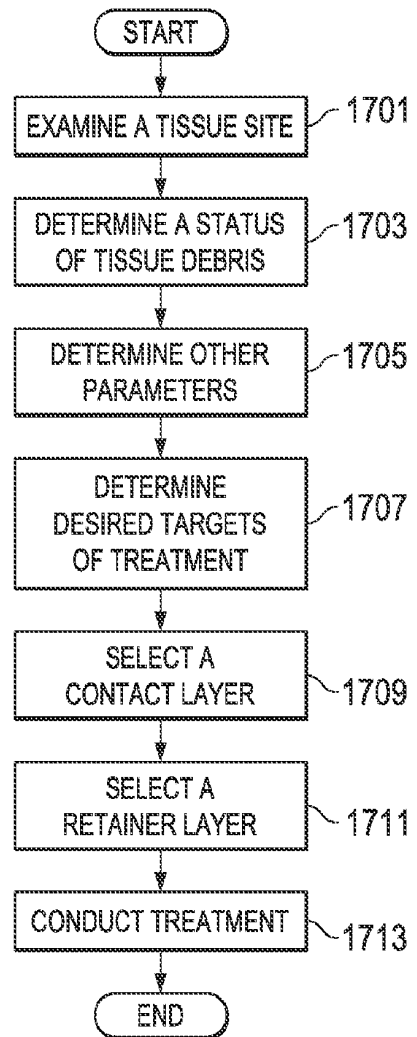 START
EXAMINE A TISSUE SITE
1701
DETERMINE A STATUS
OF TISSUE DEBRIS
1703
DETERMINE OTHER
PARAMETERS
1705
DETERMINE
DESIRED TARGETS
OF TREATMENT
1707
SELECT A
CONTACT LAYER
1709
SELECT A
RETAINER LAYER
1711
CONDUCT TREATMENT
1713
END